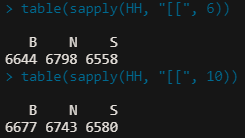 > table(sapply(HH, "[[", 6))
B N S
6644 6798 6558
> table(sapply(HH, "[[", 10))
B N S
6677 6743 6580